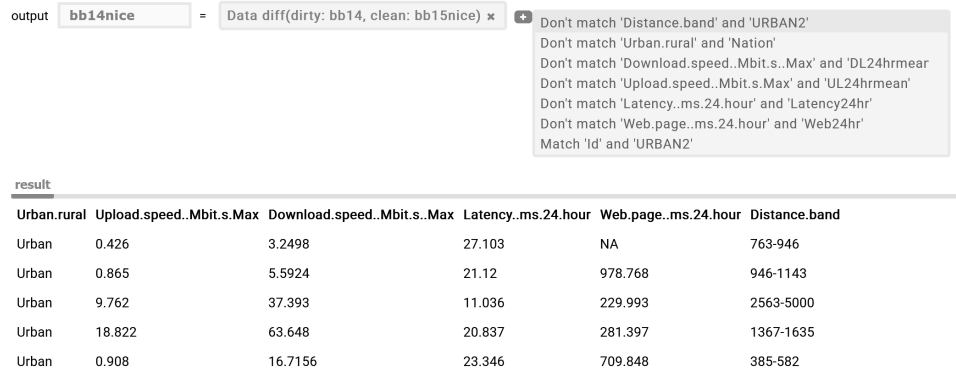 output bb14nice = Data diff(dirty: bb14, clean: bb15nice) × +
Don't match 'Distance.band' and 'URBAN2'
Don't match 'Urban.rural' and 'Nation'
Don't match 'Download.speed..Mbit.s..Max' and 'DL24hrmear
Don't match 'Upload.speed..Mbit.s.Max' and 'UL24hrmean'
Don't match 'Latency..ms.24.hour' and 'Latency24hr'
Don't match 'Web.page..ms.24.hour' and 'Web24hr'
Match 'Id' and 'URBAN2'
result
Urban.rural Upload.speed..Mbit.s.Max Download.speed..Mbit.s..Max Latency..ms.24.hour Web.page..ms.24.hour Distance.band
Urban 0.426 3.2498 27.103 NA 763-946
Urban 0.865 5.5924 21.12 978.768 946-1143
Urban 9.762 37.393 11.036 229.993 2563-5000
Urban 18.822 63.648 20.837 281.397 1367-1635
Urban 0.908 16.7156 23.346 709.848 385-582